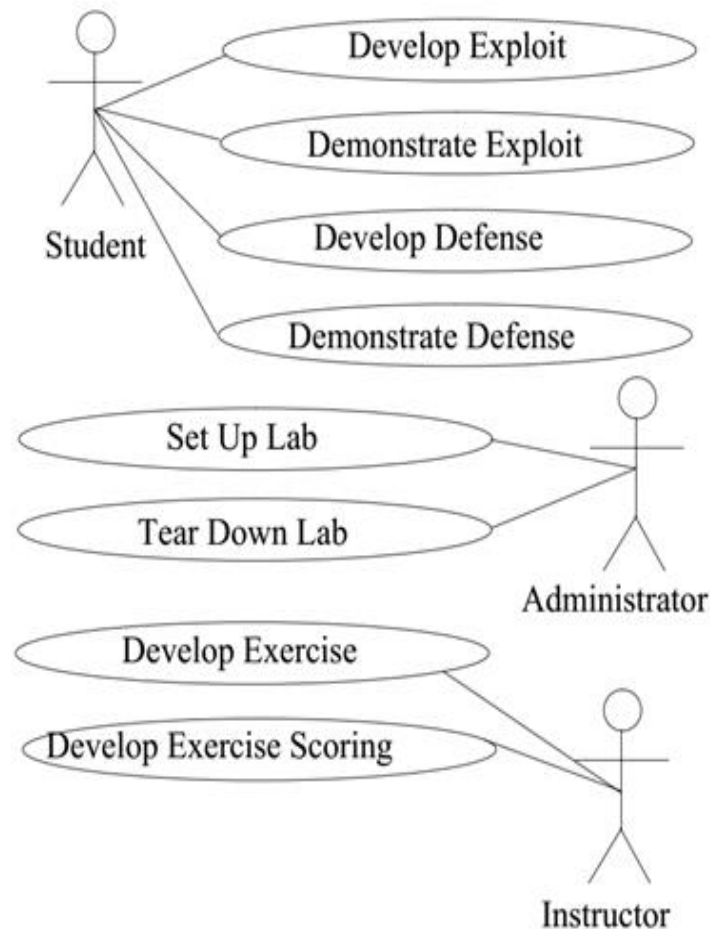 Develop Exploit
Demonstrate Exploit
Student
Develop Defense
Demonstrate Defense
Set Up Lab
Tear Down Lab
Administrator
Develop Exercise
Develop Exercise Scoring
Instructor